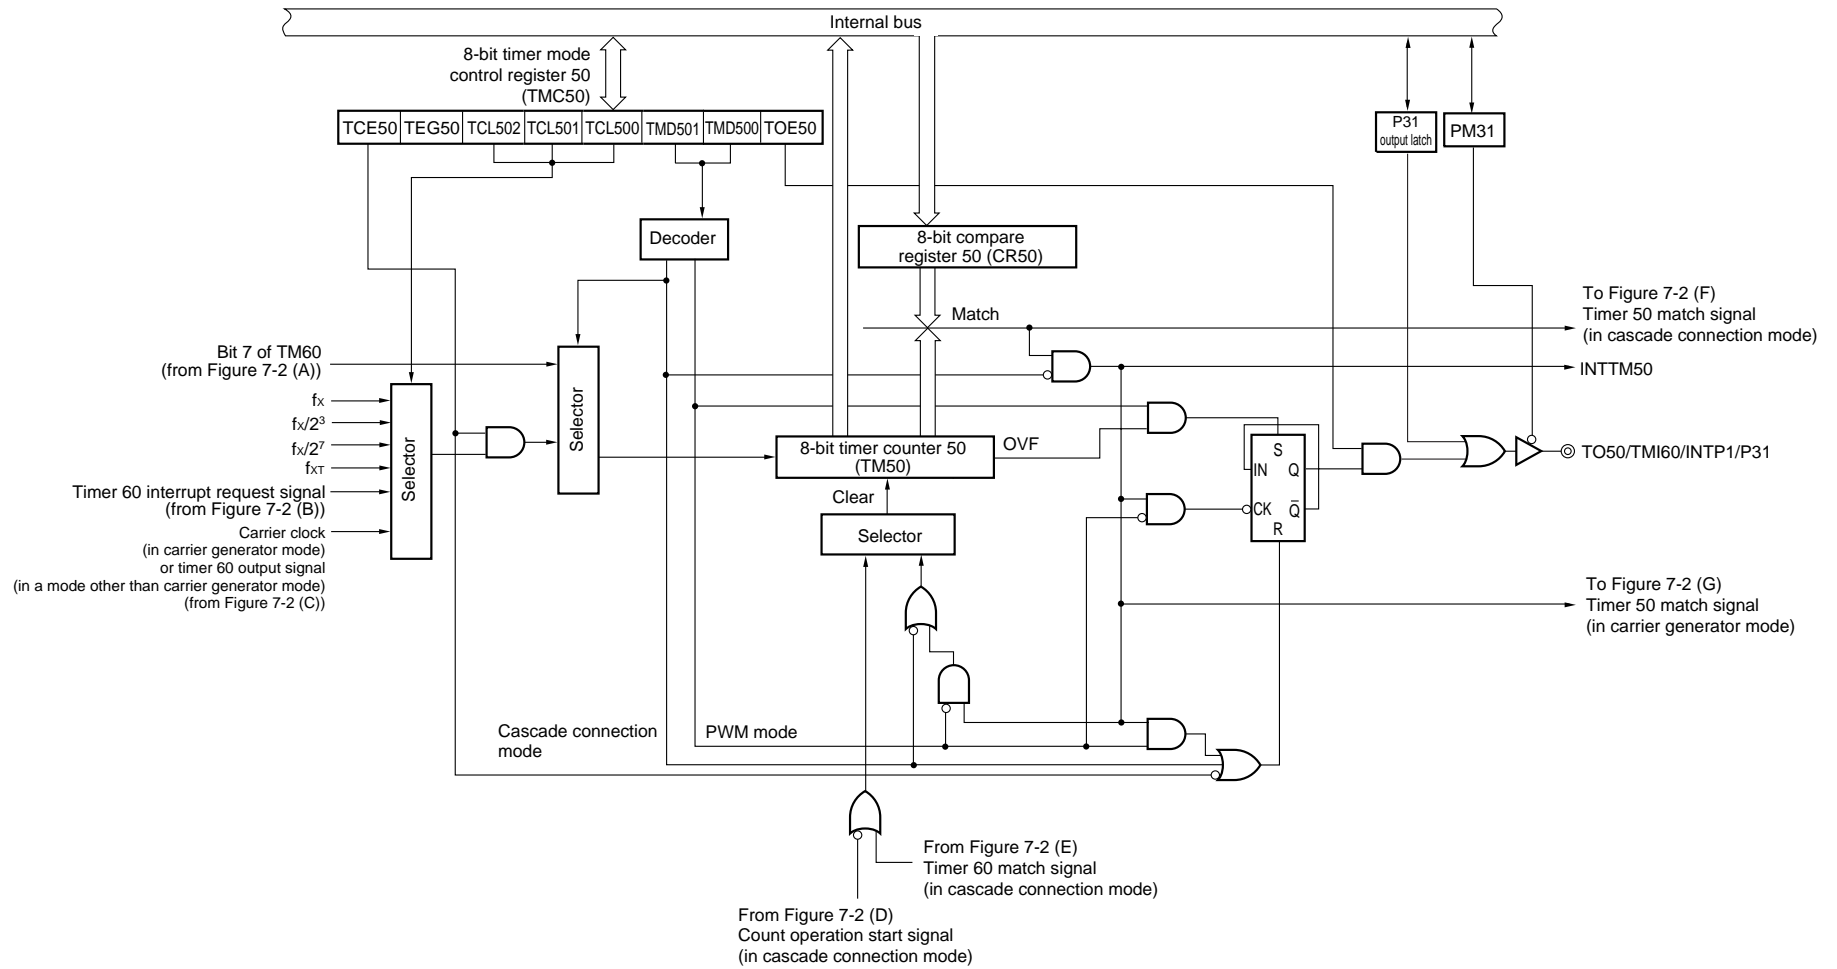 Internal bus
8-bit timer mode
control register 50
(TMC50)
TCE50 TEG50 TCL502 TCL501 TCL500 TMD501 TMD500 TOE50
P31
output latch
PM31
Decoder
8-bit compare
register 50 (CR50)
Match
To Figure 7-2 (F)
Timer 50 match signal
(in cascade connection mode)
Bit 7 of TM60
(from Figure 7-2 (A))
Selector
INTTM50
fX
fX/2³
fX/2⁷
fXT
Timer 60 interrupt request signal
(from Figure 7-2 (B))
Carrier clock
(in carrier generator mode)
or timer 60 output signal
(in a mode other than carrier generator mode)
(from Figure 7-2 (C))
Selector
8-bit timer counter 50
(TM50)
OVF
Clear
Selector
S
IN Q
CK Q̅
R
TO50/TMI60/INTP1/P31
To Figure 7-2 (G)
Timer 50 match signal
(in carrier generator mode)
Cascade connection
mode
PWM mode
From Figure 7-2 (E)
Timer 60 match signal
(in cascade connection mode)
From Figure 7-2 (D)
Count operation start signal
(in cascade connection mode)